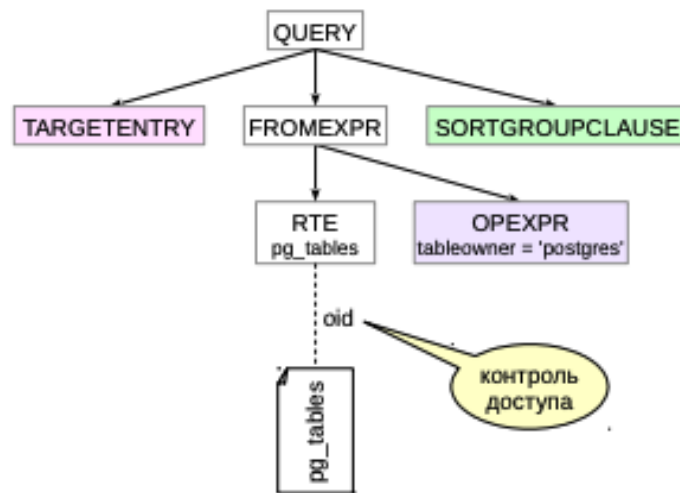 QUERY
TARGETENTRY
FROMEXPR
SORTGROUPCLAUSE
RTE
pg_tables
OPEXPR
tableowner = 'postgres'
oid
контроль
доступа
pg_tables